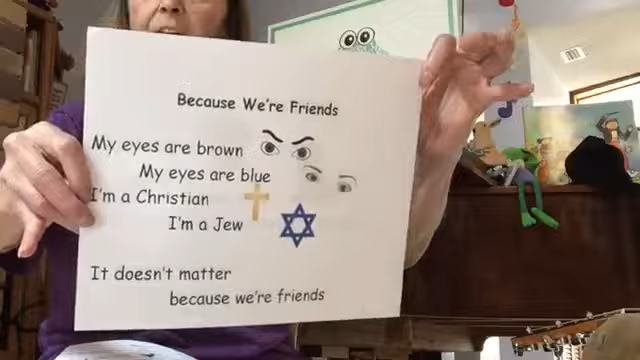 Because We're Friends
My eyes are brown
My eyes are blue
I'm a Christian
I'm a Jew
It doesn't matter
because we're friends